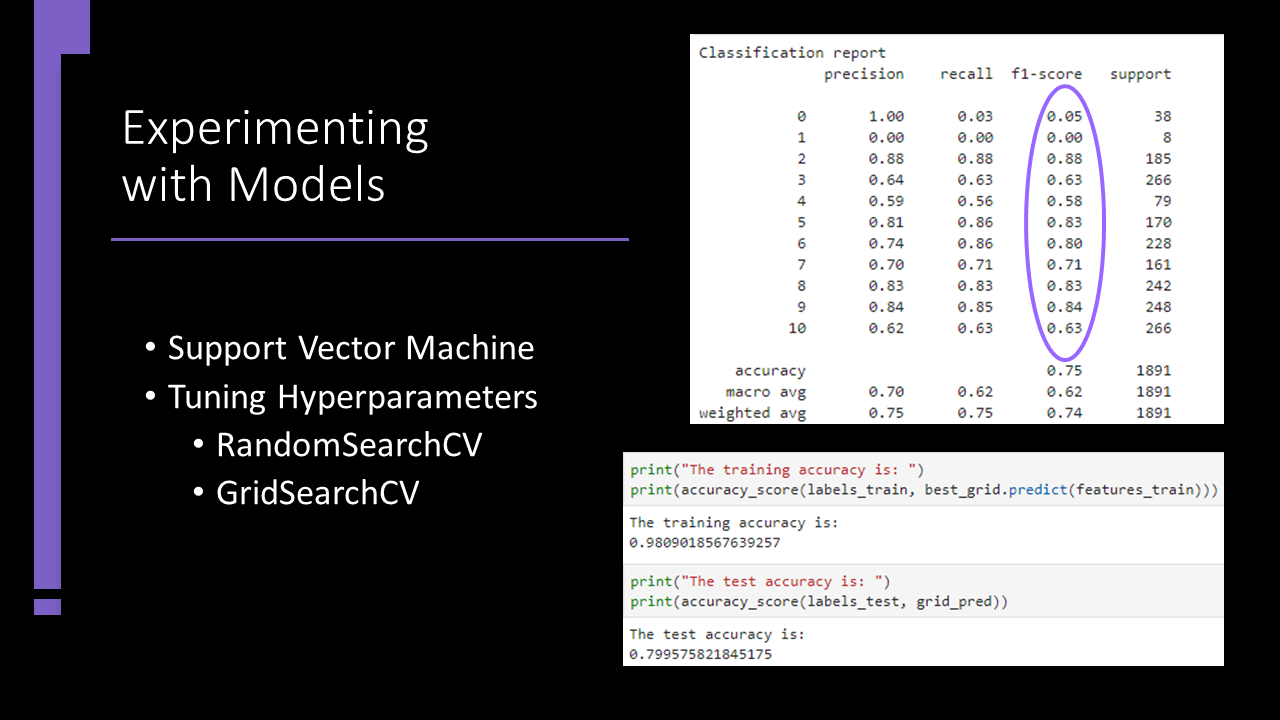 Experimenting
with Models
• Support Vector Machine
• Tuning Hyperparameters
• RandomSearchCV
• GridSearchCV
Classification report
precision recall f1-score support
0 1.00 0.03 0.05 38
1 0.00 0.00 0.00 8
2 0.88 0.88 0.88 185
3 0.64 0.63 0.63 266
4 0.59 0.56 0.58 79
5 0.81 0.86 0.83 170
6 0.74 0.86 0.80 228
7 0.70 0.71 0.71 161
8 0.83 0.83 0.83 242
9 0.84 0.85 0.84 248
10 0.62 0.63 0.63 266
accuracy 0.75 1891
macro avg 0.70 0.62 0.62 1891
weighted avg 0.75 0.75 0.74 1891
print("The training accuracy is: ")
print(accuracy_score(labels_train, best_grid.predict(features_train)))
The training accuracy is:
0.9809018567639257
print("The test accuracy is: ")
print(accuracy_score(labels_test, grid_pred))
The test accuracy is:
0.799575821845175